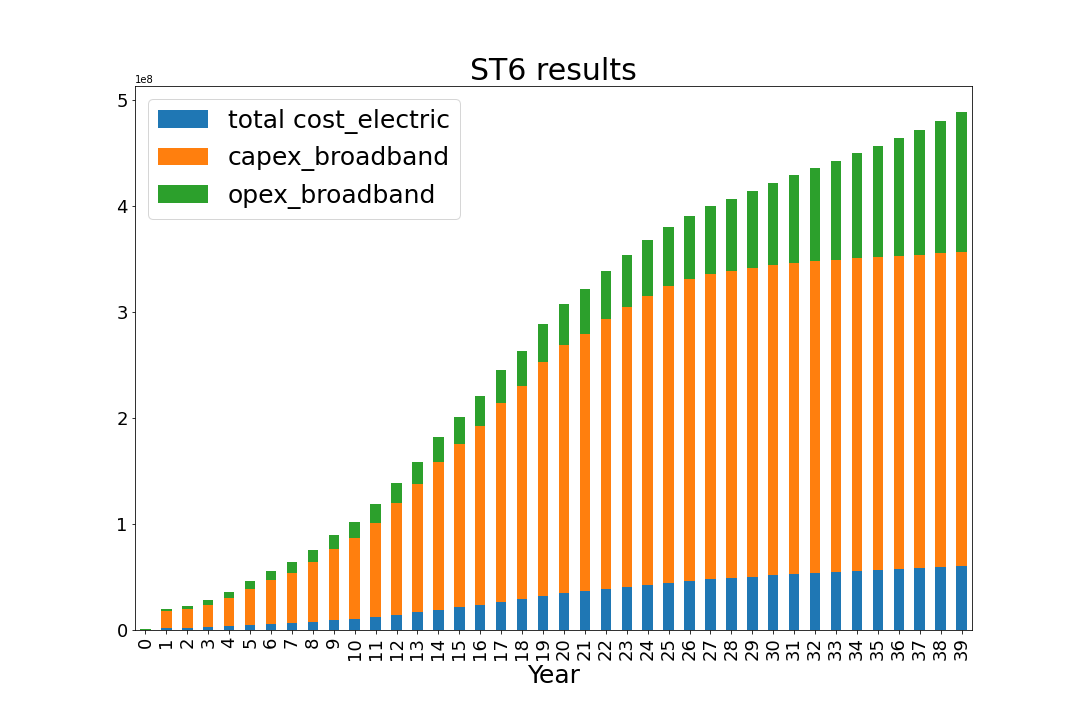 ST6 results
1e8
5
4
3
2
1
0
total cost_electric
capex_broadband
opex_broadband
0 1 2 3 4 5 6 7 8 9 10 11 12 13 14 15 16 17 18 19 20 21 22 23 24 25 26 27 28 29 30 31 32 33 34 35 36 37 38 39
Year